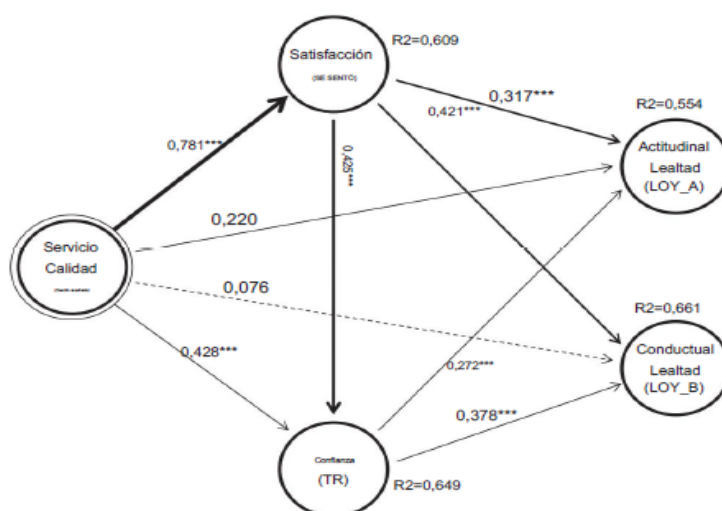 R2=0,609
Satisfacción
(SE SENTÓ)
0,317***
0,421***
R2=0,554
0,781***
0,425***
Actitudinal
Lealtad
(LOY_A)
0,220
Servicio
Calidad
0,076
R2=0,661
Conductual
Lealtad
(LOY_B)
0,428***
0,272***
0,378***
Confianza
(TR)
R2=0,649